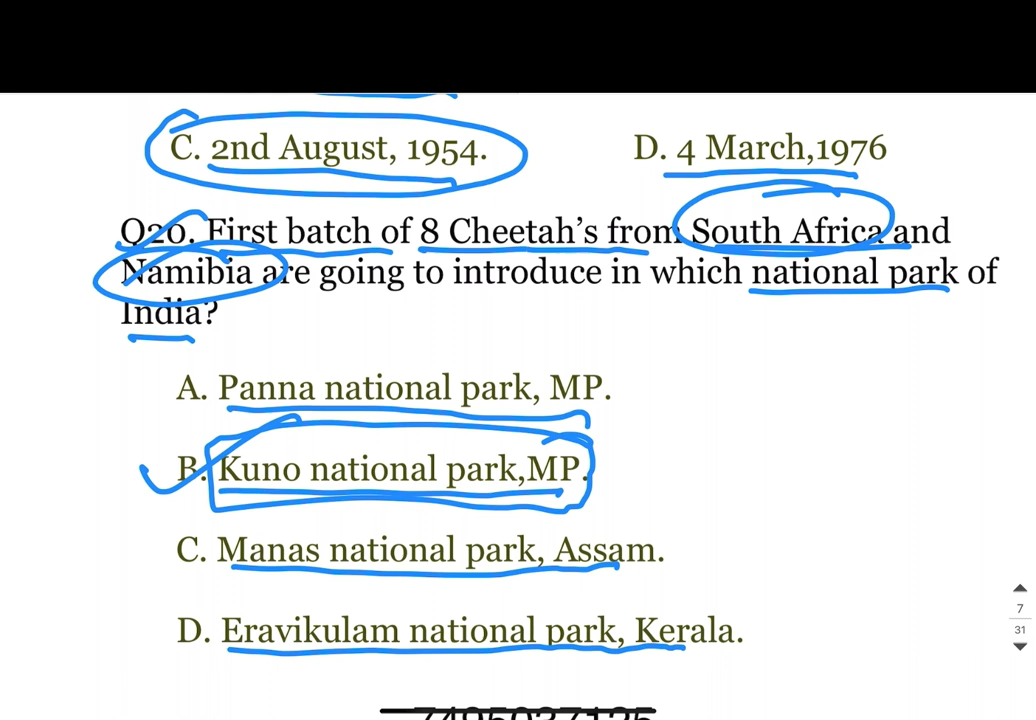 C. 2nd August, 1954. D. 4 March,1976
Q20. First batch of 8 Cheetah's from South Africa and
Namibia are going to introduce in which national park of
India?
A. Panna national park, MP.
B. Kuno national park,MP.
C. Manas national park, Assam.
D. Eravikulam national park, Kerala.
7
31